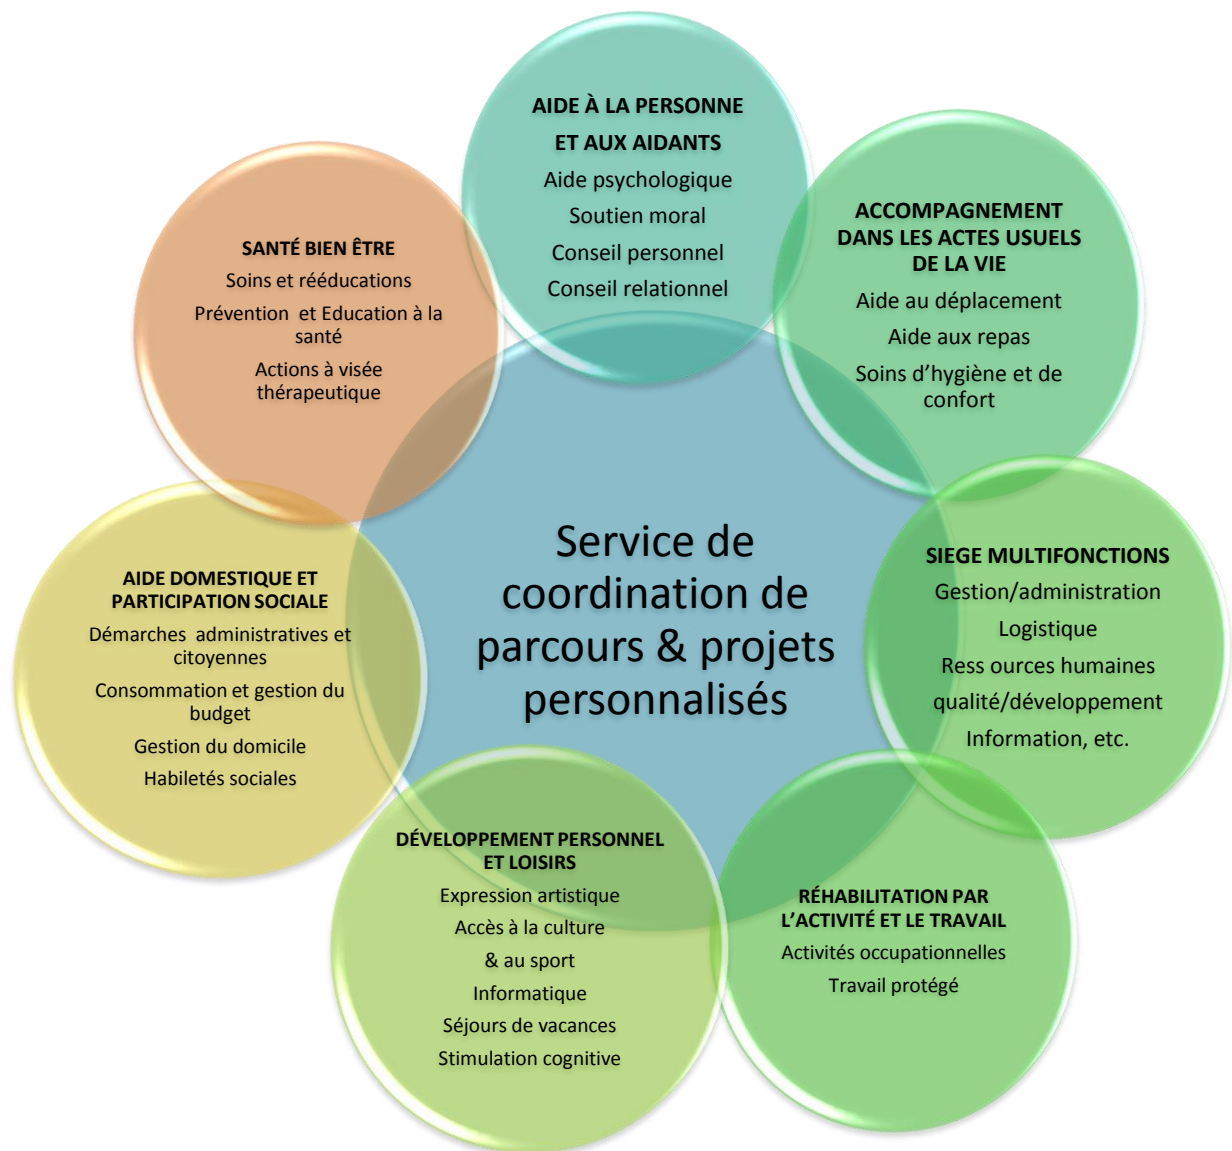 AIDE À LA PERSONNE
ET AUX AIDANTS
Aide psychologique
Soutien moral
Conseil personnel
Conseil relationnel
ACCOMPAGNEMENT
DANS LES ACTES USUELS
DE LA VIE
Aide au déplacement
Aide aux repas
Soins d’hygiène et de
confort
SIEGE MULTIFONCTIONS
Gestion/administration
Logistique
Ress ources humaines
qualité/développement
Information, etc.
RÉHABILITATION PAR
L’ACTIVITÉ ET LE TRAVAIL
Activités occupationnelles
Travail protégé
DÉVELOPPEMENT PERSONNEL
ET LOISIRS
Expression artistique
Accès à la culture
& au sport
Informatique
Séjours de vacances
Stimulation cognitive
AIDE DOMESTIQUE ET
PARTICIPATION SOCIALE
Démarches  administratives et
citoyennes
Consommation et gestion du
budget
Gestion du domicile
Habiletés sociales
SANTÉ BIEN ÊTRE
Soins et rééducations
Prévention  et Education à la
santé
Actions à visée
thérapeutique
Service de
coordination de
parcours & projets
personnalisés